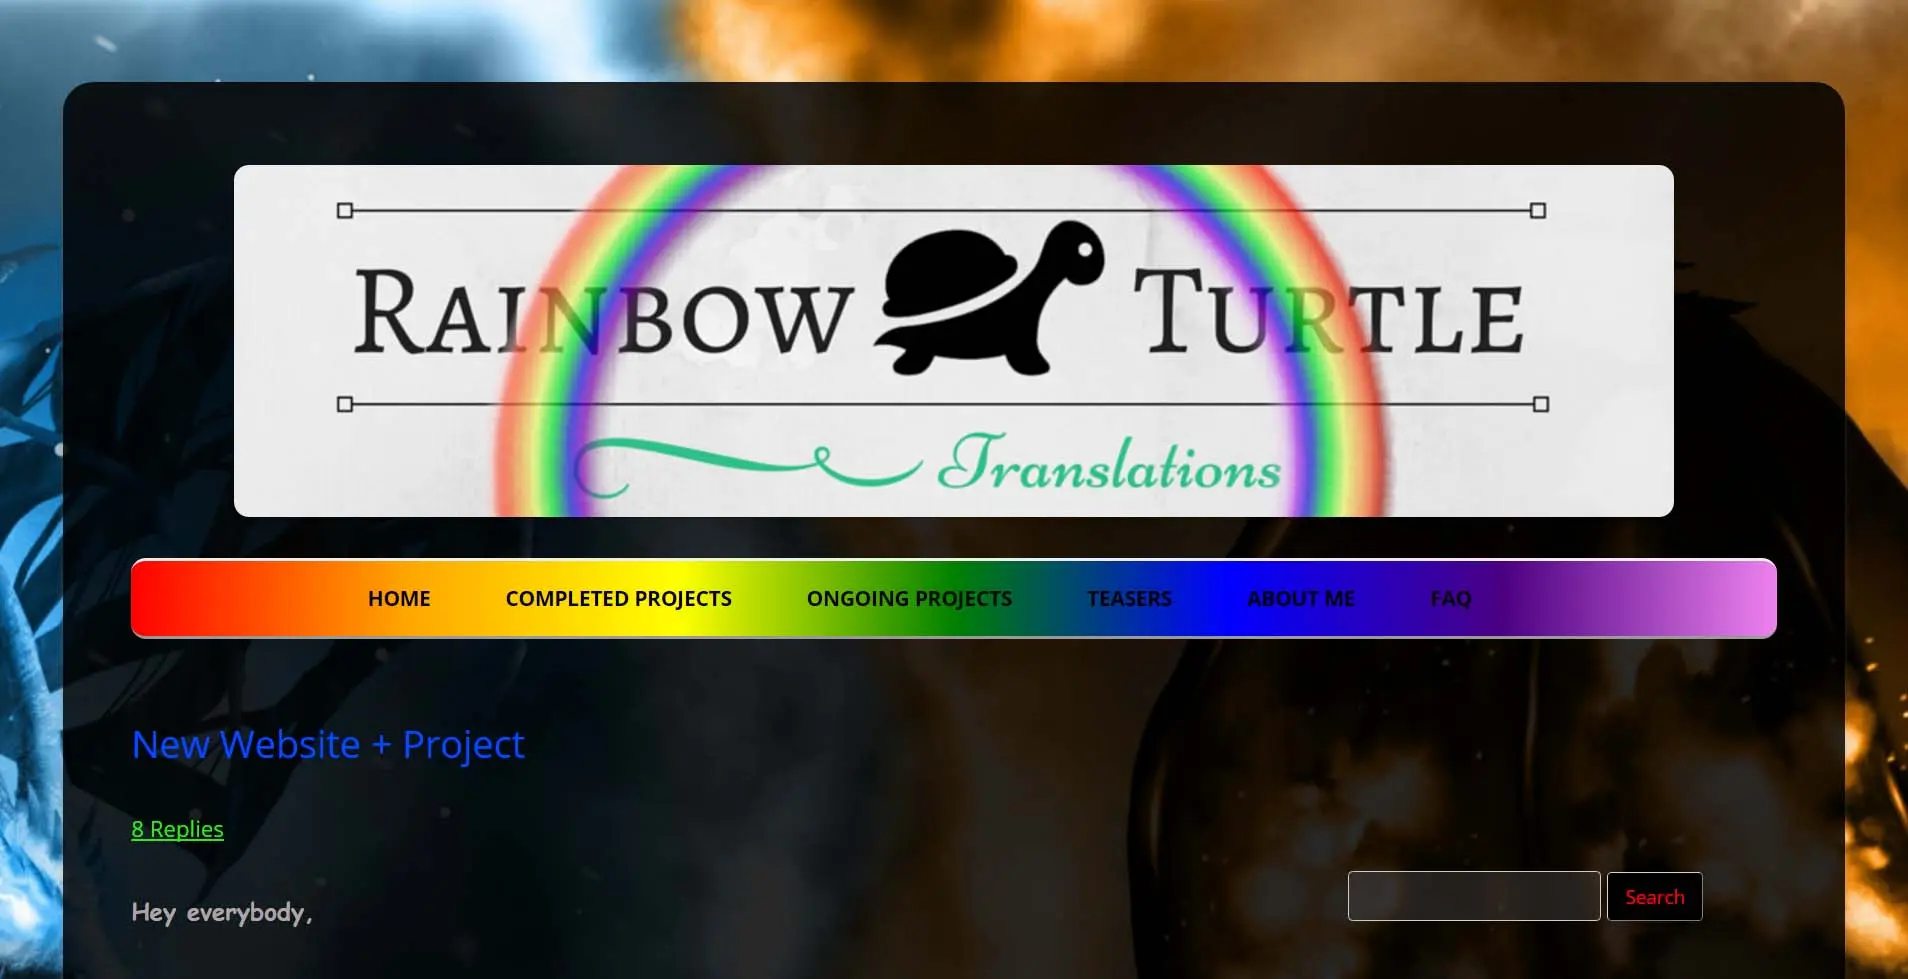 RAINBOW TURTLE
Translations
HOME COMPLETED PROJECTS ONGOING PROJECTS TEASERS ABOUT ME FAQ
New Website + Project
8 Replies
Hey everybody,
Search